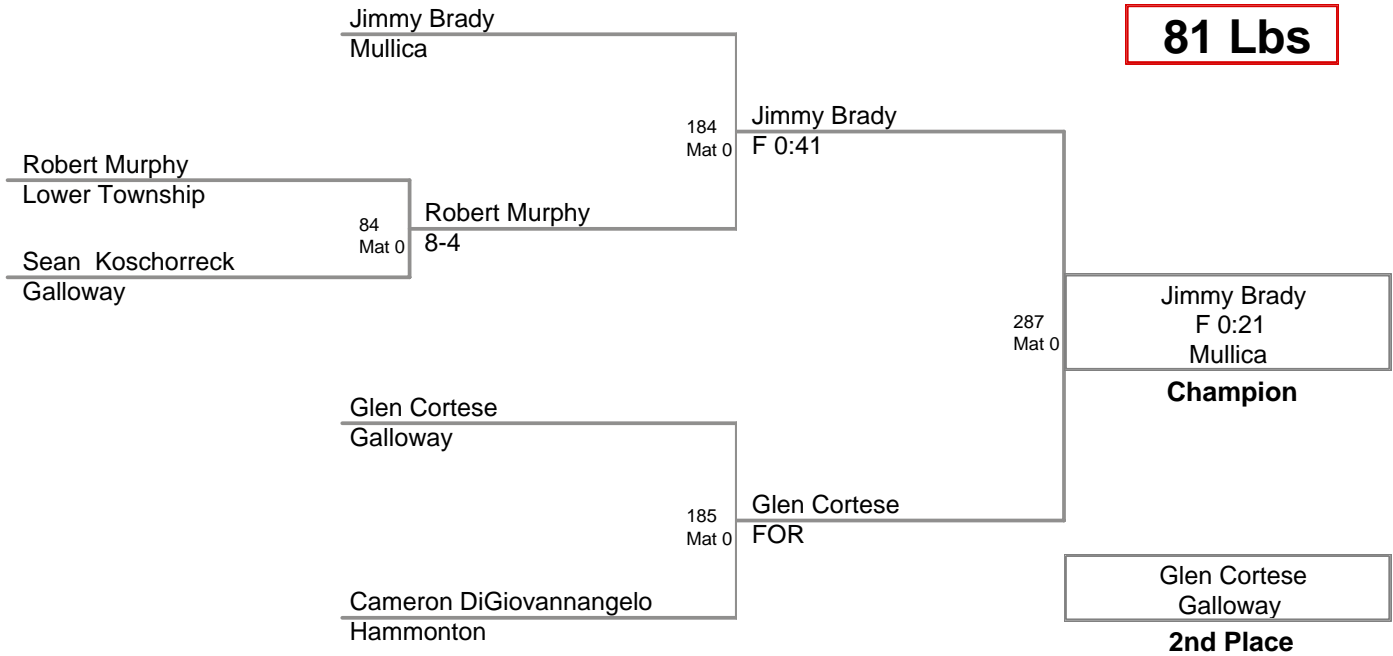 81 Lbs
Jimmy Brady
Mullica
Robert Murphy
Lower Township
Sean  Koschorreck
Galloway
84
Mat 0
Robert Murphy
8-4
184
Mat 0
Jimmy Brady
F 0:41
Glen Cortese
Galloway
Cameron DiGiovannangelo
Hammonton
185
Mat 0
Glen Cortese
FOR
287
Mat 0
Jimmy Brady
F 0:21
Mullica
Champion
Glen Cortese
Galloway
2nd Place